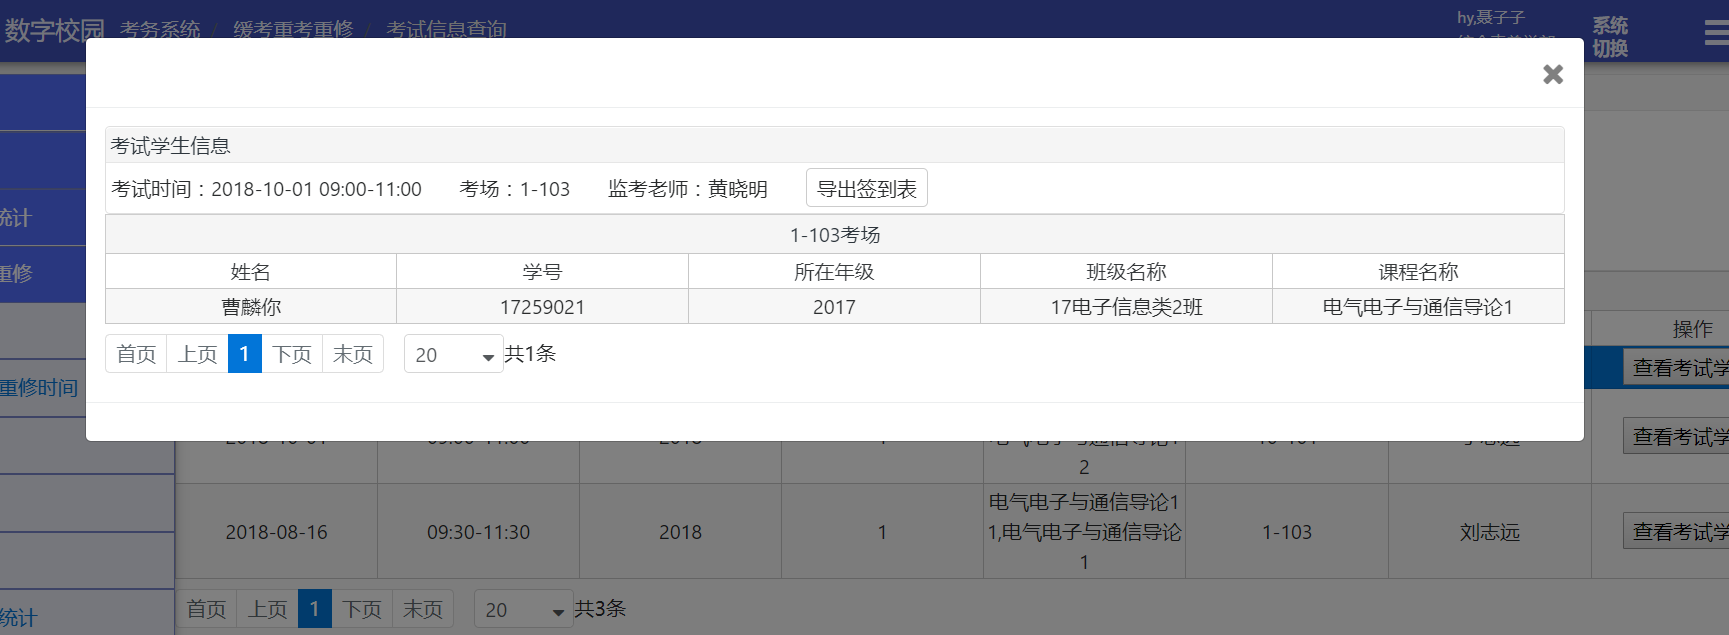 数字校园 考务系统 / 缓考重考重修 / 考试信息查询
hy,聂子子
系统
切换
考试学生信息
考试时间：2018-10-01 09:00-11:00 考场：1-103 监考老师：黄晓明 导出签到表
1-103考场
姓名 学号 所在年级 班级名称 课程名称
曹麟你 17259021 2017 17电子信息类2班 电气电子与通信导论1
首页 上页 1 下页 末页 20 共1条
统计
重修
重修时间
统计
操作
查看考试学
查看考试学
2
2018-08-16 09:30-11:30 2018 1 电气电子与通信导论1 1-103 刘志远 查看考试学
1,电气电子与通信导论
1
首页 上页 1 下页 末页 20 共3条